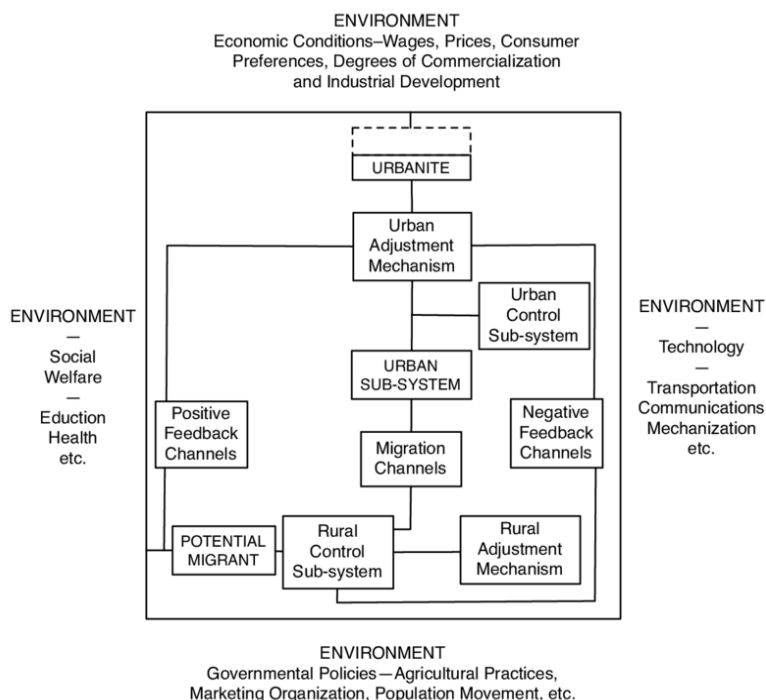 ENVIRONMENT
Economic Conditions–Wages, Prices, Consumer
Preferences, Degrees of Commercialization
and Industrial Development
URBANITE
Urban
Adjustment
Mechanism
Urban
Control
Sub-system
ENVIRONMENT
—
Social
Welfare
—
Eduction
Health
etc.
ENVIRONMENT
—
Technology
—
Transportation
Communications
Mechanization
etc.
URBAN
SUB-SYSTEM
Positive
Feedback
Channels
Migration
Channels
Negative
Feedback
Channels
POTENTIAL
MIGRANT
Rural
Control
Sub-system
Rural
Adjustment
Mechanism
ENVIRONMENT
Governmental Policies—Agricultural Practices,
Marketing Organization, Population Movement, etc.